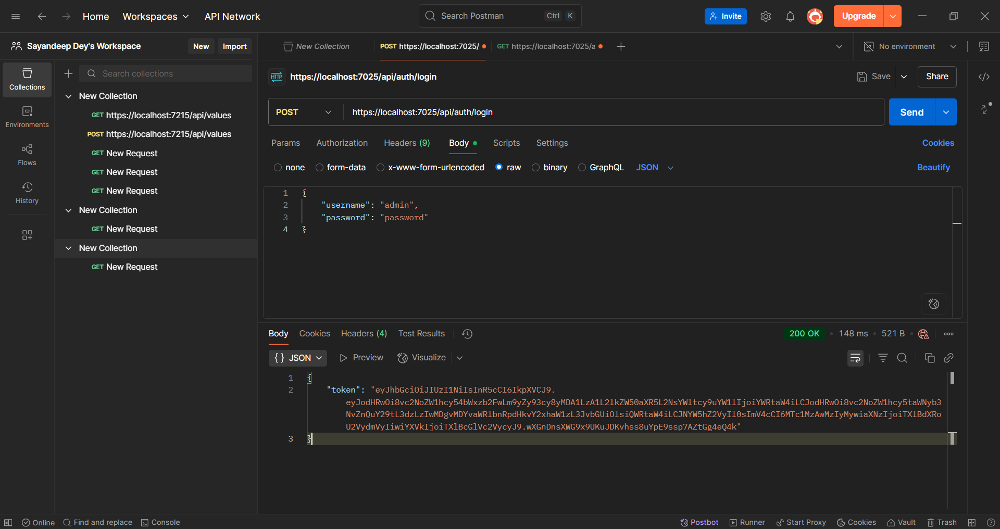 Home
Workspaces
API Network
Search Postman
Ctrl K
Invite
Upgrade
Sayandeep Dey's Workspace
New
Import
New Collection
POST https://localhost:7025/
GET https://localhost:7025/a
No environment
Collections
Environments
Flows
History
Search collections
New Collection
GET https://localhost:7215/api/values
POST https://localhost:7215/api/values
GET New Request
GET New Request
GET New Request
New Collection
GET New Request
New Collection
GET New Request
HTTP https://localhost:7025/api/auth/login
Save
Share
POST
https://localhost:7025/api/auth/login
Send
Params
Authorization
Headers (9)
Body
Scripts
Settings
Cookies
none
form-data
x-www-form-urlencoded
raw
binary
GraphQL
JSON
Beautify
1 {
2 "username": "admin",
3 "password": "password"
4 }
Body
Cookies
Headers (4)
Test Results
200 OK
148 ms
521 B
{} JSON
Preview
Visualize
1 {
2 "token": "eyJhbGciOiJIUzI1NiIsInR5cCI6IkpXVCJ9.
eyJodHRwOi8vc2NoZW1hcy54bWxzb2FwLm9yZy93cy8yMDA1LzA1L2lkZW50aXR5L2NsYWltcy9uYW1lIjoiYWRtaW4iLCJodHRwOi8vc2NoZW1hcy5taWNyb3
NvZnQuY29tL3dzLzIwMDgvMDYvaWRlbnRpdHkvY2xhaW1zL3JvbGUiOlsiQWRtaW4iLCJNYW5hZ2VyIl0sImV4cCI6MTc1MzAwMzIyMywiaXNzIjoiTXlBdXRo
U2VydmVyIiwiYXVkIjoiTXlBcGlVc2VycyJ9.wXGnDnsXWG9x9UKuJDKvhss8uYpE9ssp7AZtGg4eQ4k"
3 }
Online
Find and replace
Console
Postbot
Runner
Start Proxy
Cookies
Vault
Trash